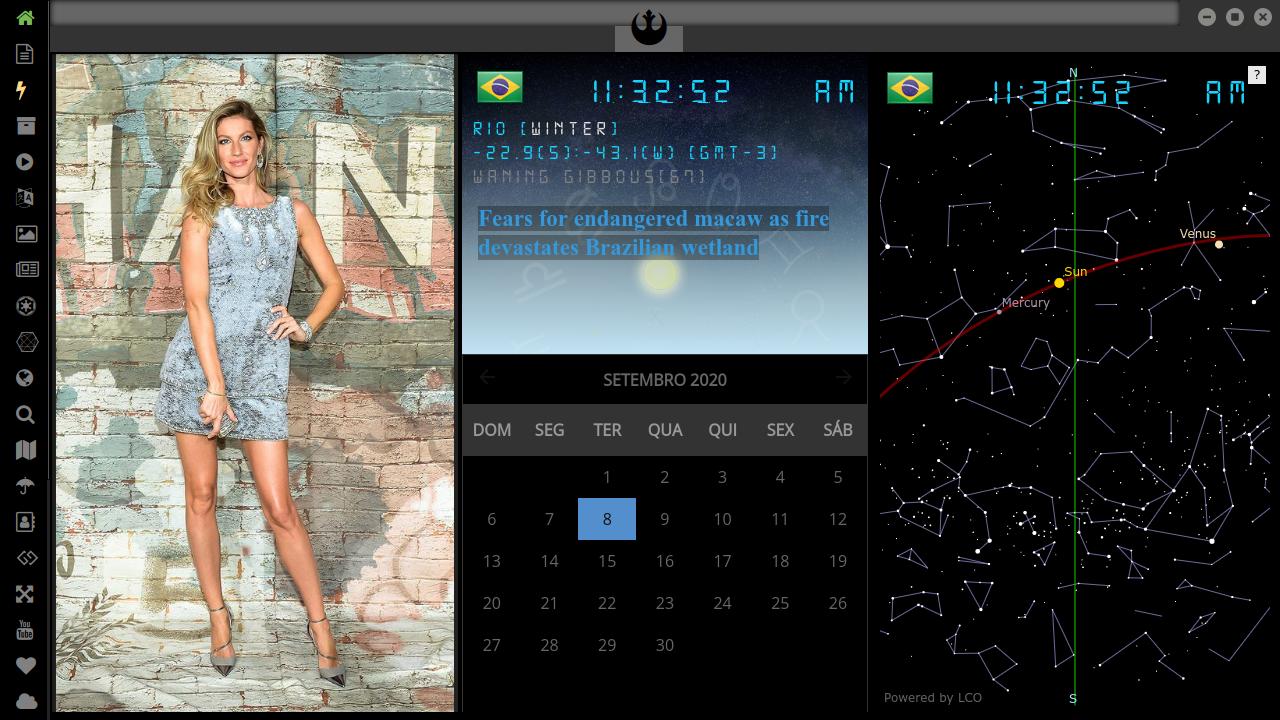 11:32:52 AM
RIO [WINTER]
-22.9(S):-43.1(W) [GMT-3]
WANING GIBBOUS[67]
Fears for endangered macaw as fire
devastates Brazilian wetland
SETEMBRO 2020
DOM SEG TER QUA QUI SEX SÁB
1 2 3 4 5
6 7 8 9 10 11 12
13 14 15 16 17 18 19
20 21 22 23 24 25 26
27 28 29 30
N
?
11:32:52 AM
Venus
Sun
Mercury
Powered by LCO
S
You
Tube